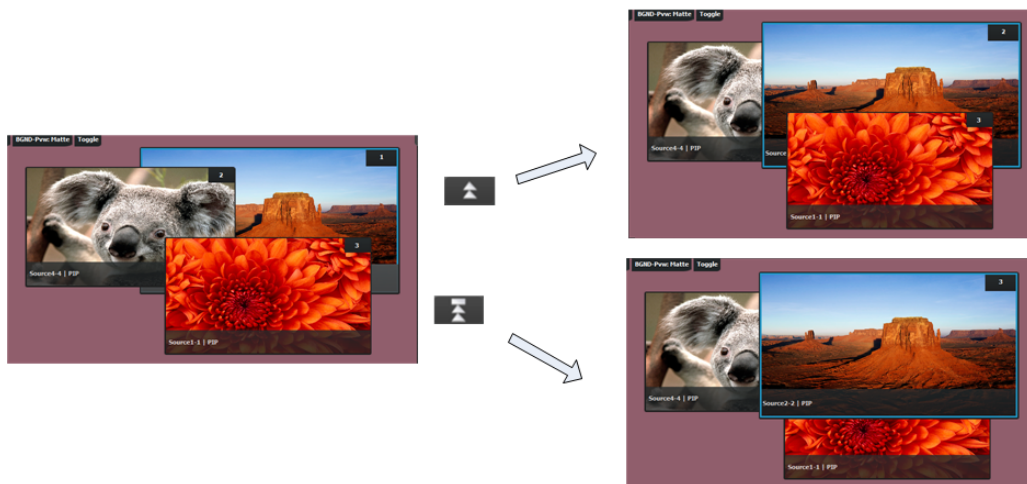 BGND-Pvw: Matte Toggle
1
2
3
Source4-4 | PIP
Source1-1 | PIP
BGND-Pvw: Matte Toggle
2
3
Source4-4 | PIP
Source
Source1-1 | PIP
BGND-Pvw: Matte Toggle
3
Source4-4 | PIP
Source2-2 | PIP
Source1-1 | PIP